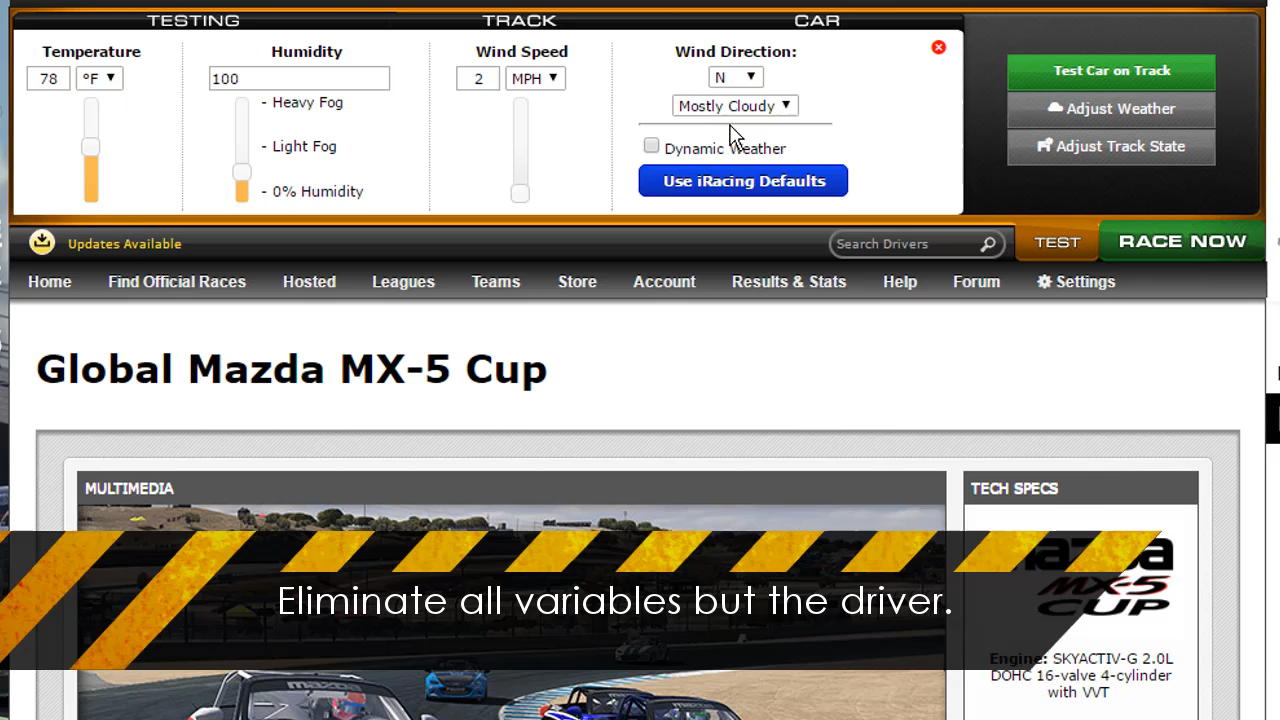 TESTING TRACK CAR
Temperature
78 °F
Humidity
100
- Heavy Fog
- Light Fog
- 0% Humidity
Wind Speed
2 MPH
Wind Direction:
N
Mostly Cloudy
Dynamic Weather
Use iRacing Defaults
Test Car on Track
Adjust Weather
Adjust Track State
Updates Available
Search Drivers
TEST
RACE NOW
Home Find Official Races Hosted Leagues Teams Store Account Results & Stats Help Forum Settings
Global Mazda MX-5 Cup
MULTIMEDIA
TECH SPECS
mazda
MX-5
CUP
Eliminate all variables but the driver.
Engine: SKYACTIV-G 2.0L
DOHC 16-valve 4-cylinder
with VVT